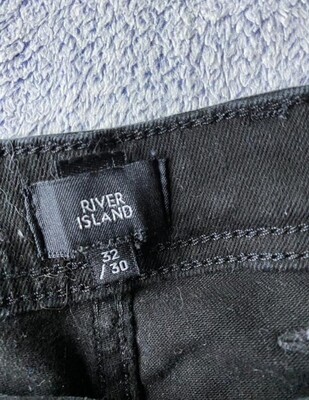 RIVER
ISLAND
32
/ 30